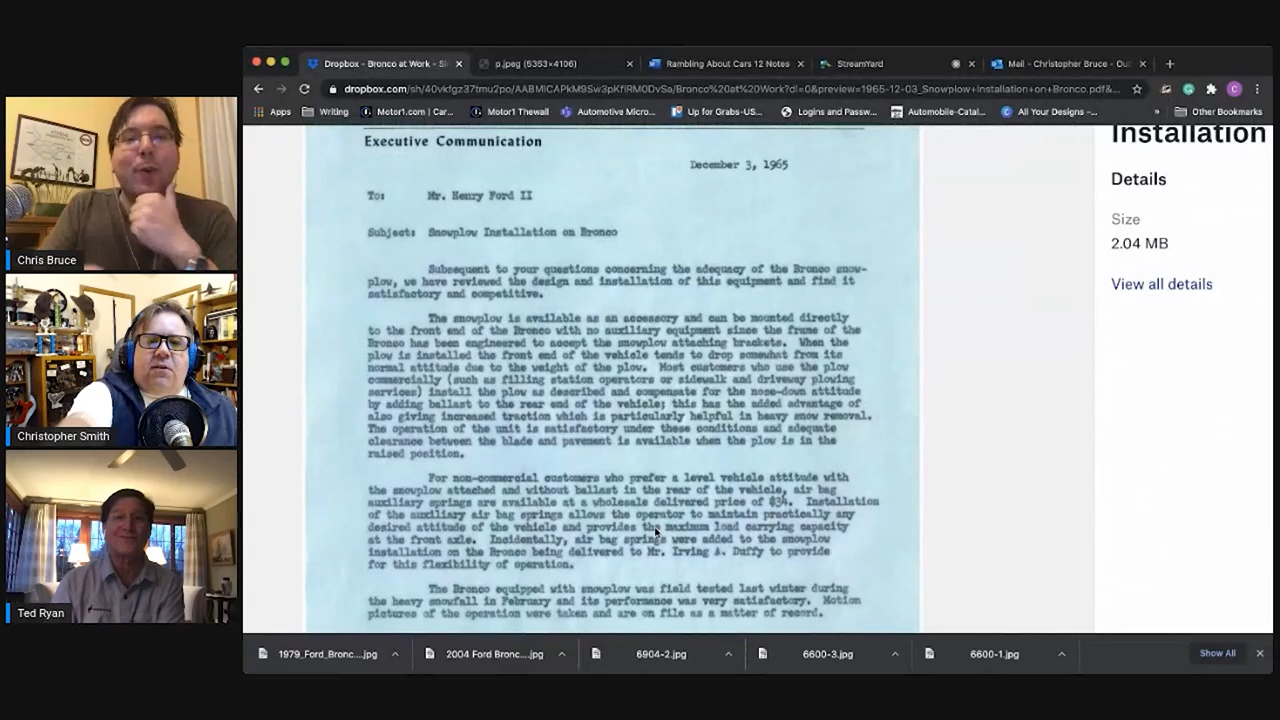 Dropbox - Bronco at Work - Si
p.jpeg (5353×4106)
Rambling About Cars 12 Notes
StreamYard
Mail – Christopher Bruce – Ou
dropbox.com/sh/40vkfgz37tmu2po/AABMlCAPkM9Sw3pKflRM0DvSa/Bronco%20at%20Work?dl=0&preview=1965-12-03_Snowplow+Installation+on+Bronco.pdf&...
Apps
Writing
Motor1.com | Car...
Motor1 Thewall
Automotive Micro...
Up for Grabs-US...
Logins and Passw...
Automobile-Catal...
All Your Designs –...
»
Other Bookmarks
Executive Communication
December 3, 1965
To: Mr. Henry Ford II
Subject: Snowplow Installation on Bronco
Subsequent to your questions concerning the adequacy of the Bronco snow-
plow, we have reviewed the design and installation of this equipment and find it
satisfactory and competitive.
The snowplow is available as an accessory and can be mounted directly
to the front end of the Bronco with no auxiliary equipment since the frame of the
Bronco has been engineered to accept the snowplow attaching brackets. When the
plow is installed the front end of the vehicle tends to drop somewhat from its
normal attitude due to the weight of the plow. Most customers who use the plow
commercially (such as filling station operators or sidewalk and driveway plowing
services) install the plow as described and compensate for the nose-down attitude
by adding ballast to the rear end of the vehicle; this has the added advantage of
also giving increased traction which is particularly helpful in heavy snow removal.
The operation of the unit is satisfactory under these conditions and adequate
clearance between the blade and pavement is available when the plow is in the
raised position.
For non-commercial customers who prefer a level vehicle attitude with
the snowplow attached and without ballast in the rear of the vehicle, air bag
auxiliary springs are available at a wholesale delivered price of $34. Installation
of the auxiliary air bag springs allows the operator to maintain practically any
desired attitude of the vehicle and provides the maximum load carrying capacity
at the front axle. Incidentally, air bag springs were added to the snowplow
installation on the Bronco being delivered to Mr. Irving A. Duffy to provide
for this flexibility of operation.
The Bronco equipped with snowplow was field tested last winter during
the heavy snowfall in February and its performance was very satisfactory. Motion
pictures of the operation were taken and are on file as a matter of record.
Installation
Details
Size
2.04 MB
View all details
Chris Bruce
Christopher Smith
Ted Ryan
1979_Ford_Bronc....jpg
2004 Ford Bronc....jpg
6904-2.jpg
6600-3.jpg
6600-1.jpg
Show All